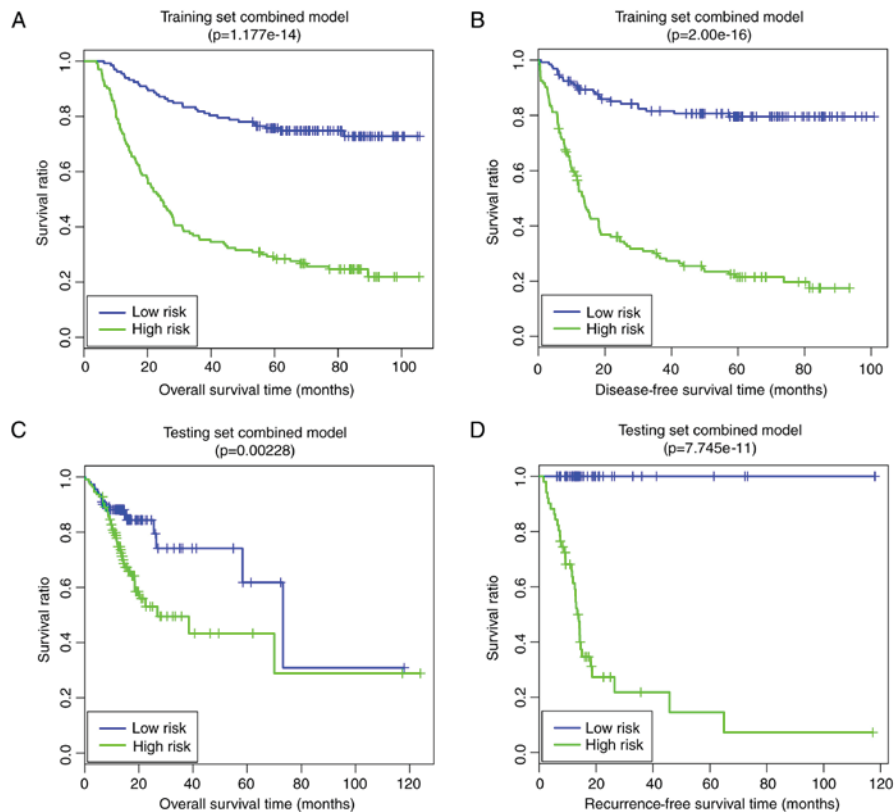 A
Training set combined model
(p=1.177e-14)
Survival ratio
1.0
0.8
0.6
0.4
0.2
0.0
Low risk
High risk
0 20 40 60 80 100
Overall survival time (months)
B
Training set combined model
(p=2.00e-16)
Survival ratio
1.0
0.8
0.6
0.4
0.2
0.0
Low risk
High risk
0 20 40 60 80 100
Disease-free survival time (months)
C
Testing set combined model
(p=0.00228)
Survival ratio
1.0
0.8
0.6
0.4
0.2
0.0
Low risk
High risk
0 20 40 60 80 100 120
Overall survival time (months)
D
Testing set combined model
(p=7.745e-11)
Survival ratio
1.0
0.8
0.6
0.4
0.2
0.0
Low risk
High risk
0 20 40 60 80 100 120
Recurrence-free survival time (months)